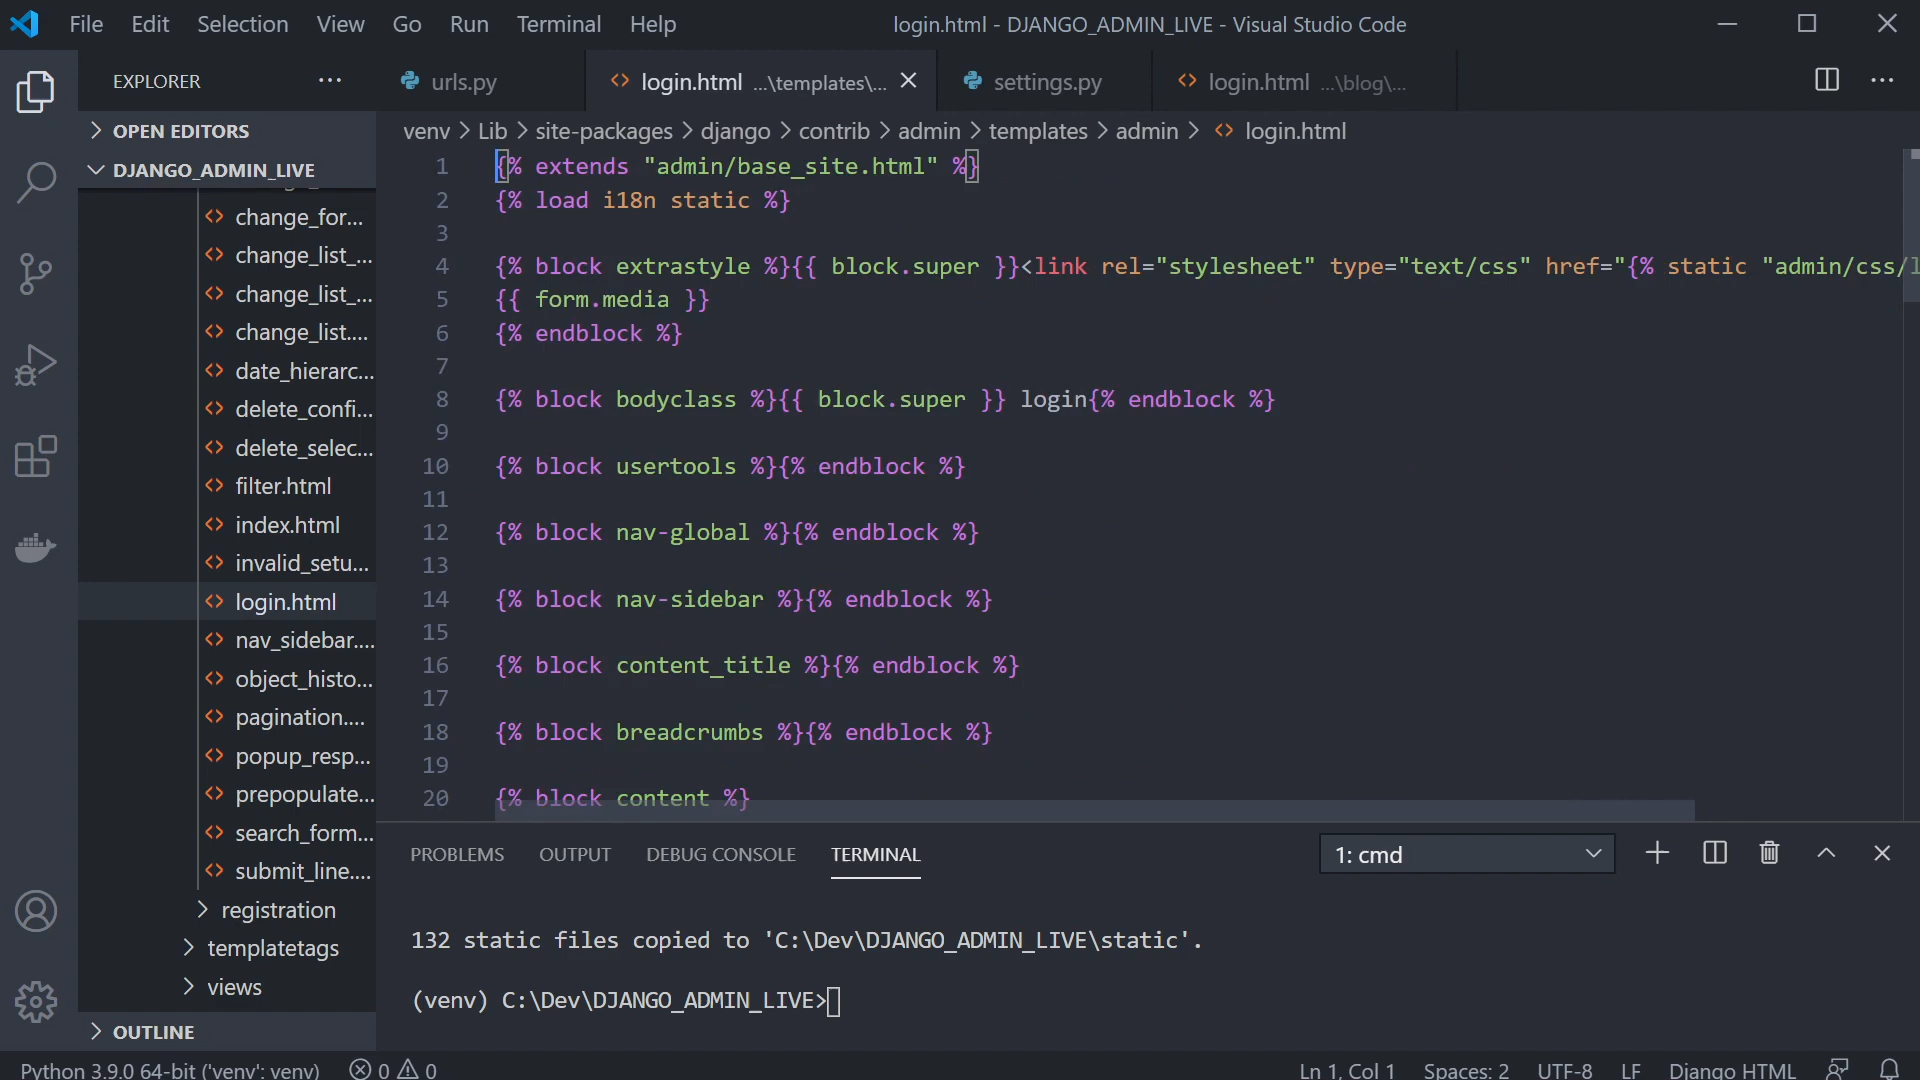 File Edit Selection View Go Run Terminal Help
login.html - DJANGO_ADMIN_LIVE - Visual Studio Code
EXPLORER
urls.py
login.html ...\templates\...
settings.py
login.html ...\blog\...
OPEN EDITORS
DJANGO_ADMIN_LIVE
change_for...
change_list_...
change_list_...
change_list....
date_hierarc...
delete_confi...
delete_selec...
filter.html
index.html
invalid_setu...
login.html
nav_sidebar....
object_histo...
pagination....
popup_resp...
prepopulate...
search_form...
submit_line....
registration
templatetags
views
OUTLINE
venv > Lib > site-packages > django > contrib > admin > templates > admin > login.html
1 {% extends "admin/base_site.html" %}
2 {% load i18n static %}
3
4 {% block extrastyle %}{{ block.super }}<link rel="stylesheet" type="text/css" href="{% static "admin/css/l
5 {{ form.media }}
6 {% endblock %}
7
8 {% block bodyclass %}{{ block.super }} login{% endblock %}
9
10 {% block usertools %}{% endblock %}
11
12 {% block nav-global %}{% endblock %}
13
14 {% block nav-sidebar %}{% endblock %}
15
16 {% block content_title %}{% endblock %}
17
18 {% block breadcrumbs %}{% endblock %}
19
20 {% block content %}
PROBLEMS OUTPUT DEBUG CONSOLE TERMINAL
1: cmd
132 static files copied to 'C:\Dev\DJANGO_ADMIN_LIVE\static'.
(venv) C:\Dev\DJANGO_ADMIN_LIVE>
Python 3.9.0 64-bit ('venv': venv) 0 0
Ln 1, Col 1 Spaces: 2 UTF-8 LF Django HTML